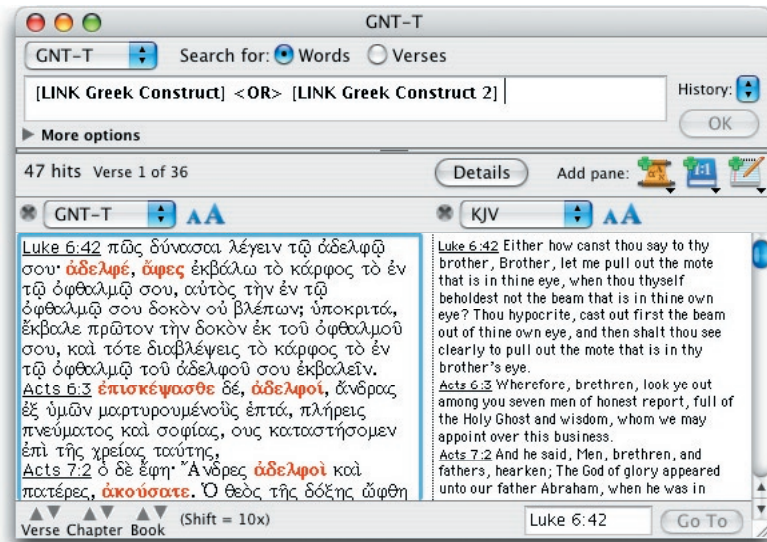 GNT-T
GNT-T Search for: Words Verses
[LINK Greek Construct] <OR> [LINK Greek Construct 2]
History:
OK
More options
47 hits Verse 1 of 36 Details Add pane:
GNT-T AA
Luke 6:42 πῶς δύνασαι λέγειν τῷ ἀδελφῷ
σου· ἀδελφέ, ἄφες ἐκβάλω τὸ κάρφος τὸ ἐν
τῷ ὀφθαλμῷ σου, αὐτὸς τὴν ἐν τῷ
ὀφθαλμῷ σου δοκὸν οὐ βλέπων; ὑποκριτά,
ἔκβαλε πρῶτον τὴν δοκὸν ἐκ τοῦ ὀφθαλμοῦ
σου, καὶ τότε διαβλέψεις τὸ κάρφος τὸ ἐν
τῷ ὀφθαλμῷ τοῦ ἀδελφοῦ σου ἐκβαλεῖν.
Acts 6:3 ἐπισκέψασθε δέ, ἀδελφοί, ἄνδρας
ἐξ ὑμῶν μαρτυρουμένοὺς ἑπτά, πλήρεις
πνεύματος καὶ σοφίας, ους καταστήσομεν
ἐπὶ τῆς χρείας ταύτης,
Acts 7:2 ὁ δὲ ἔφη· Ἄνδρες ἀδελφοὶ καὶ
πατέρες, ἀκούσατε. Ὁ θεὸς τῆς δόξης ὤφθη
KJV AA
Luke 6:42 Either how canst thou say to thy
brother, Brother, let me pull out the mote
that is in thine eye, when thou thyself
beholdest not the beam that is in thine own
eye? Thou hypocrite, cast out first the beam
out of thine own eye, and then shalt thou see
clearly to pull out the mote that is in thy
brother's eye.
Acts 6:3 Wherefore, brethren, look ye out
among you seven men of honest report, full of
the Holy Ghost and wisdom, whom we may
appoint over this business.
Acts 7:2 And he said, Men, brethren, and
fathers, hearken; The God of glory appeared
unto our father Abraham, when he was in
Verse Chapter Book (Shift = 10x) Luke 6:42 Go To